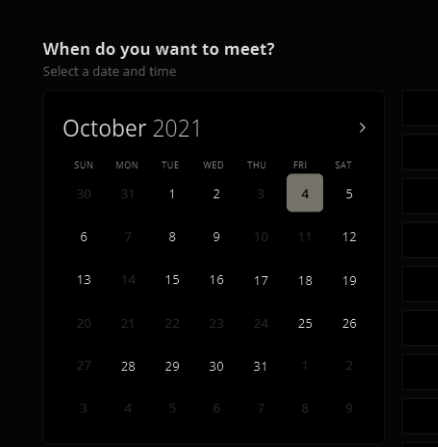 When do you want to meet?
Select a date and time
October 2021 >
SUN MON TUE WED THU FRI SAT
30 31 1 2 3 4 5
6 7 8 9 10 11 12
13 14 15 16 17 18 19
20 21 22 23 24 25 26
27 28 29 30 31 1 2
3 4 5 6 7 8 9